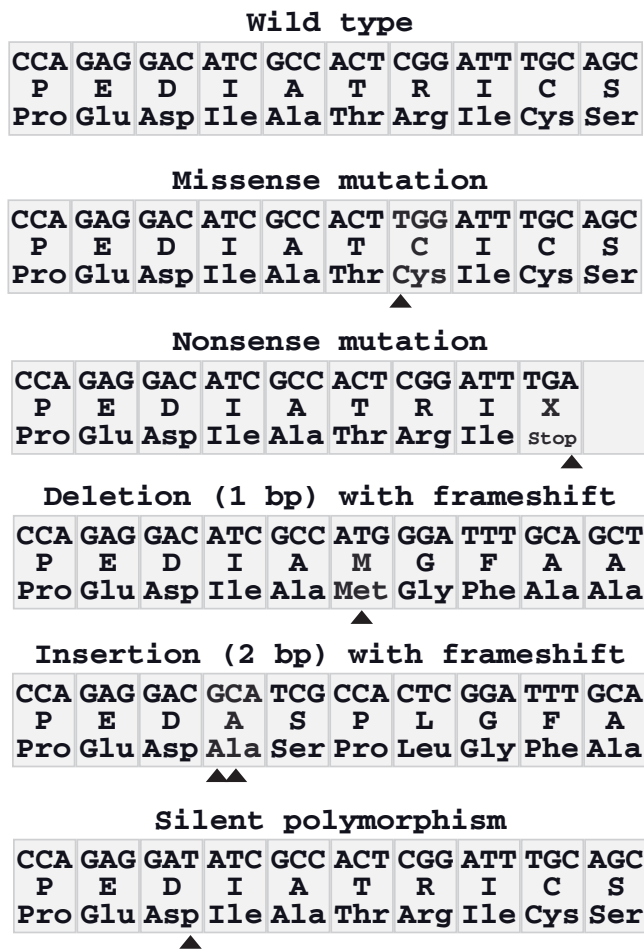 Wild type
CCA GAG GAC ATC GCC ACT CGG ATT TGC AGC
P E D I A T R I C S
Pro Glu Asp Ile Ala Thr Arg Ile Cys Ser
Missense mutation
CCA GAG GAC ATC GCC ACT TGG ATT TGC AGC
P E D I A T C I C S
Pro Glu Asp Ile Ala Thr Cys Ile Cys Ser
Nonsense mutation
CCA GAG GAC ATC GCC ACT CGG ATT TGA
P E D I A T R I X
Pro Glu Asp Ile Ala Thr Arg Ile Stop
Deletion (1 bp) with frameshift
CCA GAG GAC ATC GCC ATG GGA TTT GCA GCT
P E D I A M G F A A
Pro Glu Asp Ile Ala Met Gly Phe Ala Ala
Insertion (2 bp) with frameshift
CCA GAG GAC GCA TCG CCA CTC GGA TTT GCA
P E D A S P L G F A
Pro Glu Asp Ala Ser Pro Leu Gly Phe Ala
Silent polymorphism
CCA GAG GAT ATC GCC ACT CGG ATT TGC AGC
P E D I A T R I C S
Pro Glu Asp Ile Ala Thr Arg Ile Cys Ser